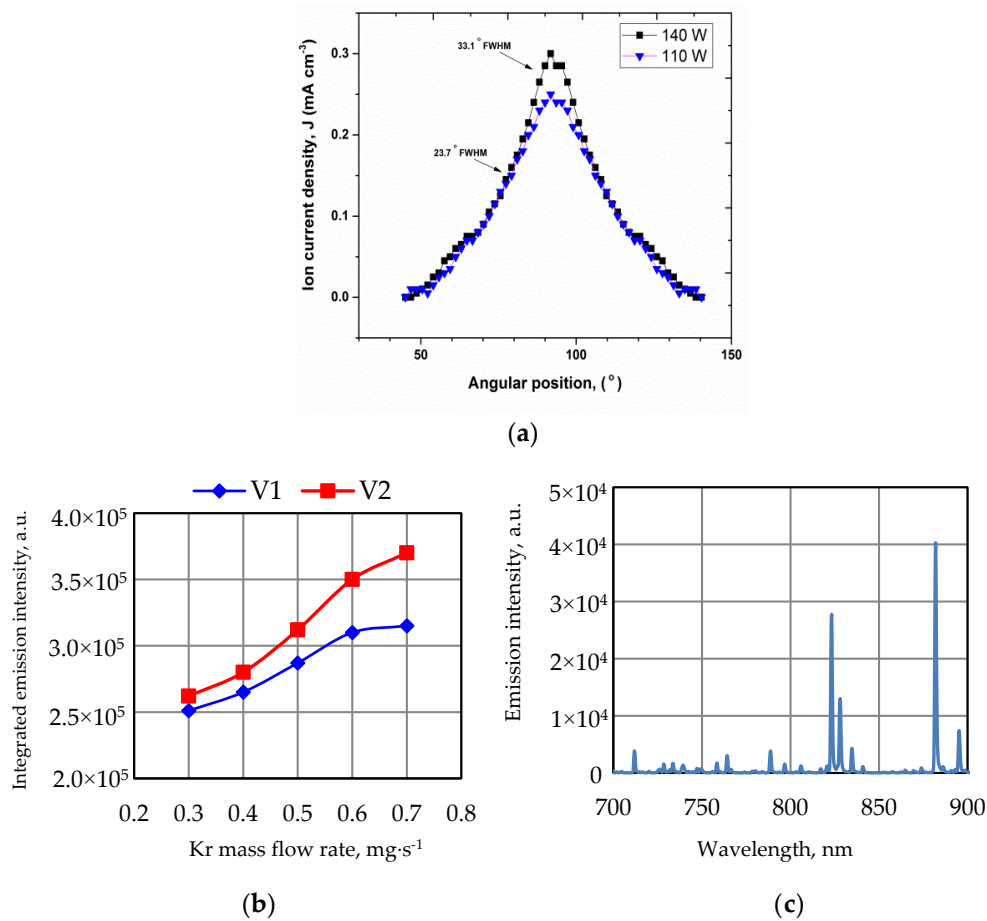 140 W
110 W
33.1° FWHM
23.7° FWHM
Ion current density, J (mA cm⁻³)
0.3
0.2
0.1
0.0
50
100
150
Angular position, (°)
(a)
V1
V2
Integrated emission intensity, a.u.
4.0×10⁵
3.5×10⁵
3.0×10⁵
2.5×10⁵
2.0×10⁵
0.2 0.3 0.4 0.5 0.6 0.7 0.8
Kr mass flow rate, mg·s⁻¹
(b)
Emission intensity, a.u.
5×10⁴
4×10⁴
3×10⁴
2×10⁴
1×10⁴
0
700 750 800 850 900
Wavelength, nm
(c)